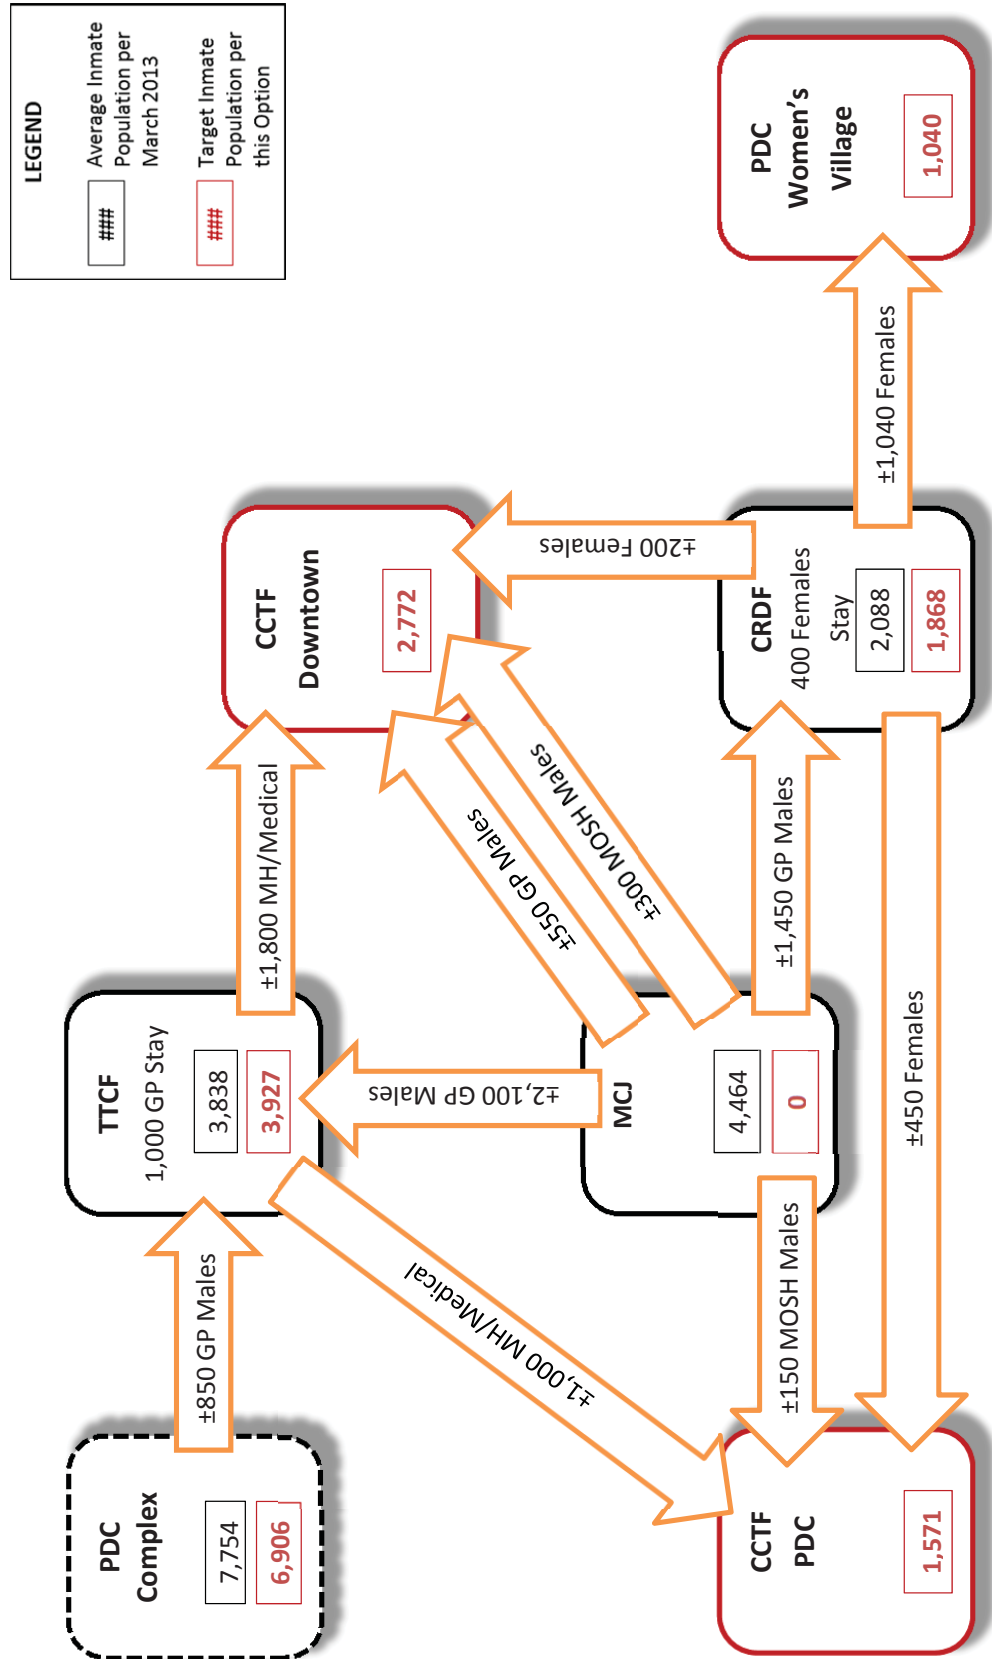 LEGEND
###
Average Inmate
Population per
March 2013
###
Target Inmate
Population per
this Option
PDC
Complex
7,754
6,906
±850 GP Males
TTCF
1,000 GP Stay
3,838
3,927
±1,800 MH/Medical
CCTF
Downtown
2,772
±1,000 MH/Medical
±2,100 GP Males
±550 GP Males
±300 MOSH Males
±200 Females
MCJ
4,464
0
±150 MOSH Males
±1,450 GP Males
CCTF
PDC
1,571
±450 Females
CRDF
400 Females
Stay
2,088
1,868
±1,040 Females
PDC
Women's
Village
1,040